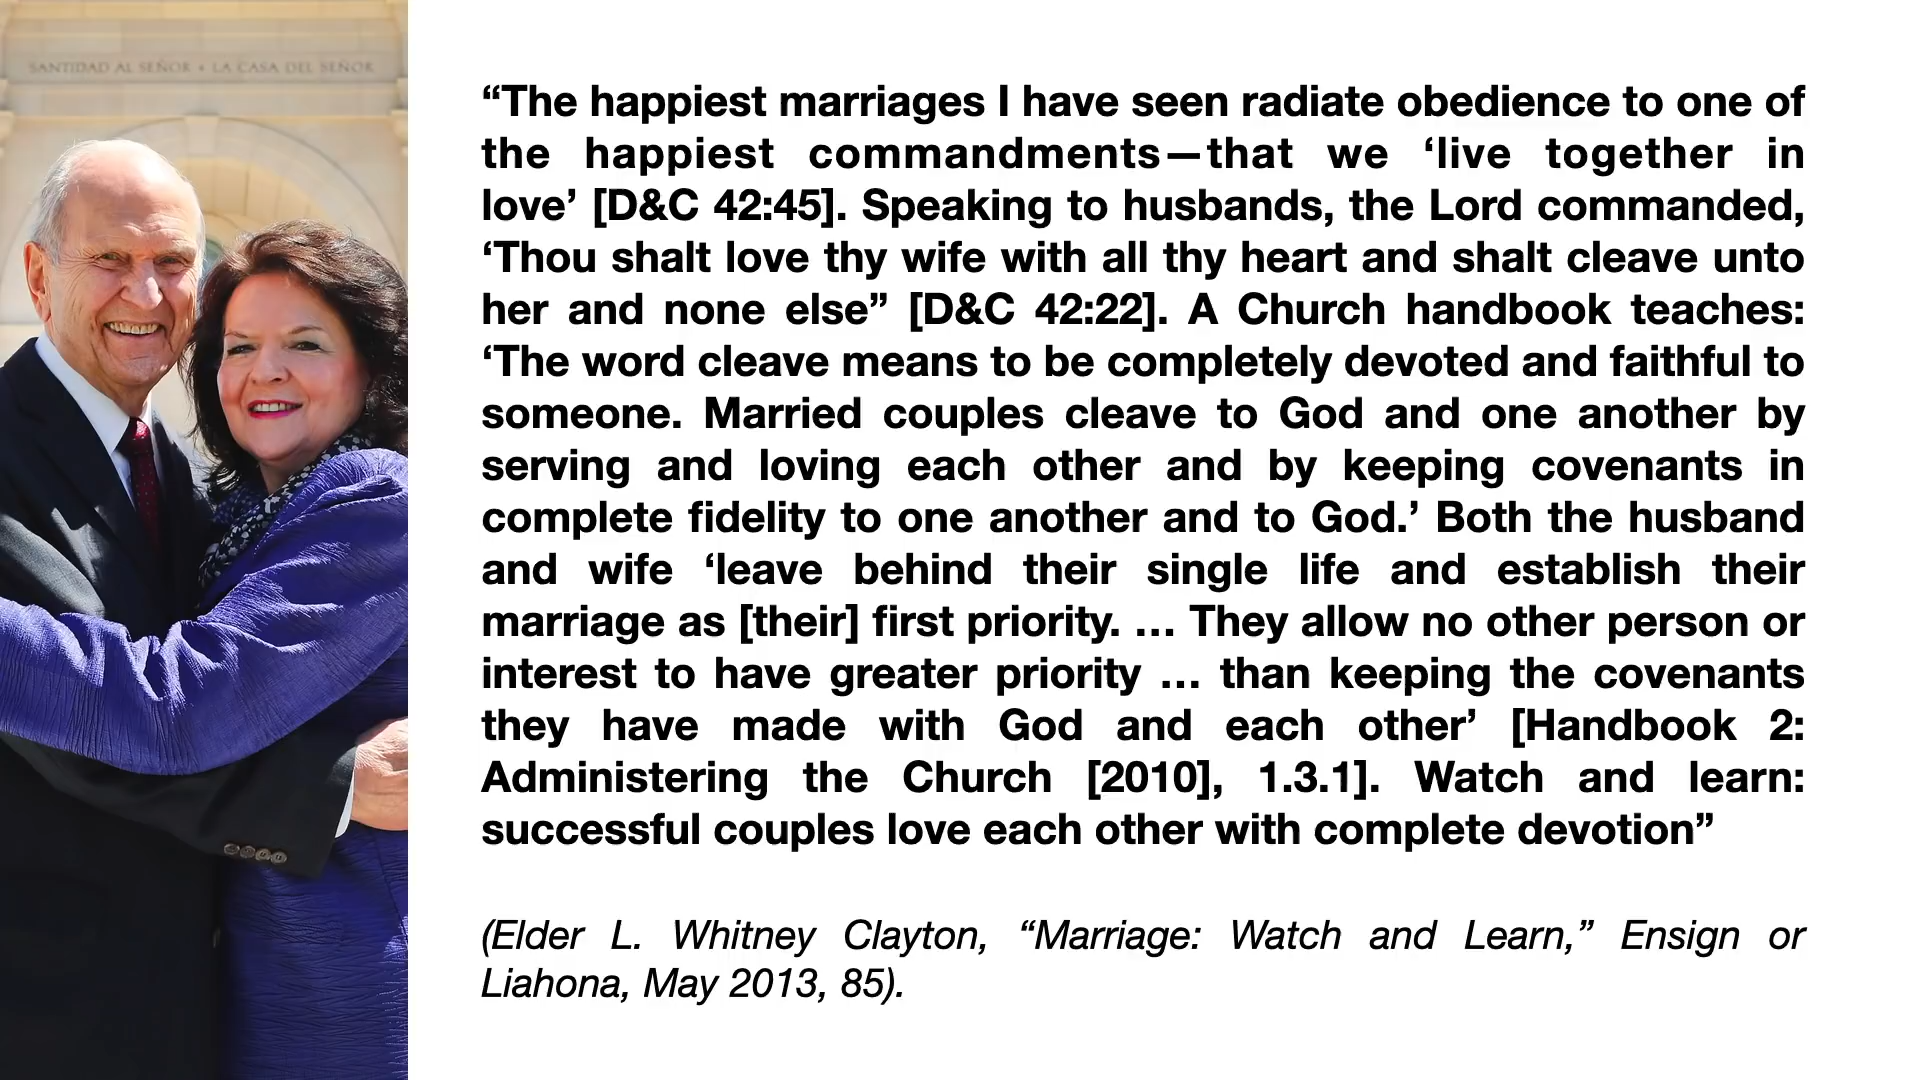 SANTIDAD AL SEÑOR • LA CASA DEL SEÑOR
“The happiest marriages I have seen radiate obedience to one of
the happiest commandments—that we ‘live together in
love’ [D&C 42:45]. Speaking to husbands, the Lord commanded,
‘Thou shalt love thy wife with all thy heart and shalt cleave unto
her and none else” [D&C 42:22]. A Church handbook teaches:
‘The word cleave means to be completely devoted and faithful to
someone. Married couples cleave to God and one another by
serving and loving each other and by keeping covenants in
complete fidelity to one another and to God.’ Both the husband
and wife ‘leave behind their single life and establish their
marriage as [their] first priority. … They allow no other person or
interest to have greater priority … than keeping the covenants
they have made with God and each other’ [Handbook 2:
Administering the Church [2010], 1.3.1]. Watch and learn:
successful couples love each other with complete devotion”
(Elder L. Whitney Clayton, “Marriage: Watch and Learn,” Ensign or
Liahona, May 2013, 85).